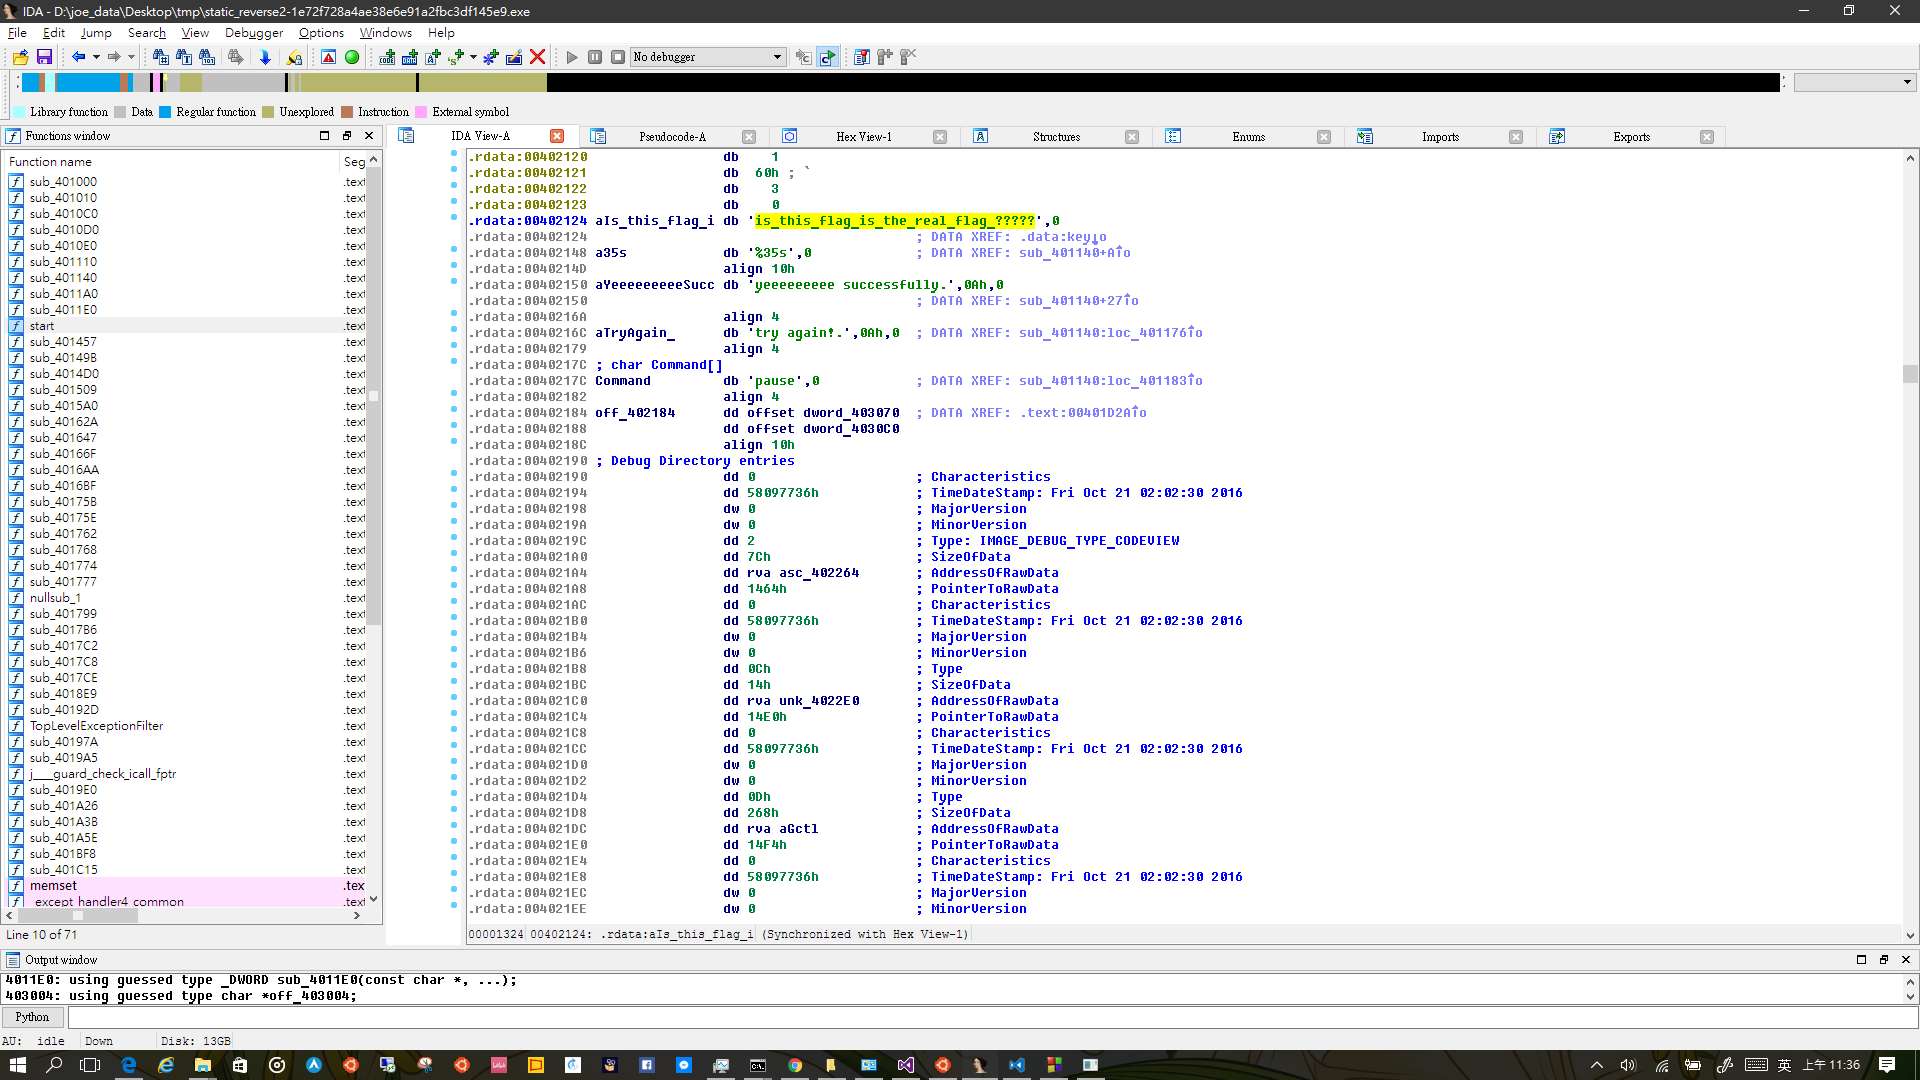 IDA - D:\joe_data\Desktop\tmp\static_reverse2-1e72f728a4ae38e6e91a2fbc3df145e9.exe
File Edit Jump Search View Debugger Options Windows Help
No debugger
Library function Data Regular function Unexplored Instruction External symbol
Functions window
Function name Seg
sub_401000 .text
sub_401010 .text
sub_4010C0 .text
sub_4010D0 .text
sub_4010E0 .text
sub_401110 .text
sub_401140 .text
sub_4011A0 .text
sub_4011E0 .text
start .text
sub_401457 .text
sub_40149B .text
sub_4014D0 .text
sub_401509 .text
sub_4015A0 .text
sub_40162A .text
sub_401647 .text
sub_40166F .text
sub_4016AA .text
sub_4016BF .text
sub_40175B .text
sub_40175E .text
sub_401762 .text
sub_401768 .text
sub_401774 .text
sub_401777 .text
nullsub_1 .text
sub_401799 .text
sub_4017B6 .text
sub_4017C2 .text
sub_4017C8 .text
sub_4017CE .text
sub_4018E9 .text
sub_40192D .text
TopLevelExceptionFilter .text
sub_40197A .text
sub_4019A5 .text
j___guard_check_icall_fptr .text
sub_4019E0 .text
sub_401A26 .text
sub_401A3B .text
sub_401A5E .text
sub_401BF8 .text
sub_401C15 .text
memset .tex
_except_handler4_common .text
Line 10 of 71
IDA View-A Pseudocode-A Hex View-1 Structures Enums Imports Exports
.rdata:00402120 db 1
.rdata:00402121 db 60h ; `
.rdata:00402122 db 3
.rdata:00402123 db 0
.rdata:00402124 aIs_this_flag_i db 'is_this_flag_is_the_real_flag_?????',0
.rdata:00402124 ; DATA XREF: .data:key↓o
.rdata:00402148 a35s db '%35s',0 ; DATA XREF: sub_401140+A↑o
.rdata:0040214D align 10h
.rdata:00402150 aYeeeeeeeeeSucc db 'yeeeeeeeee successfully.',0Ah,0
.rdata:00402150 ; DATA XREF: sub_401140+27↑o
.rdata:0040216A align 4
.rdata:0040216C aTryAgain_ db 'try again!.',0Ah,0 ; DATA XREF: sub_401140:loc_401176↑o
.rdata:00402179 align 4
.rdata:0040217C ; char Command[]
.rdata:0040217C Command db 'pause',0 ; DATA XREF: sub_401140:loc_401183↑o
.rdata:00402182 align 4
.rdata:00402184 off_402184 dd offset dword_403070 ; DATA XREF: .text:00401D2A↑o
.rdata:00402188 dd offset dword_4030C0
.rdata:0040218C align 10h
.rdata:00402190 ; Debug Directory entries
.rdata:00402190 dd 0 ; Characteristics
.rdata:00402194 dd 58097736h ; TimeDateStamp: Fri Oct 21 02:02:30 2016
.rdata:00402198 dw 0 ; MajorVersion
.rdata:0040219A dw 0 ; MinorVersion
.rdata:0040219C dd 2 ; Type: IMAGE_DEBUG_TYPE_CODEVIEW
.rdata:004021A0 dd 7Ch ; SizeOfData
.rdata:004021A4 dd rva asc_402264 ; AddressOfRawData
.rdata:004021A8 dd 1464h ; PointerToRawData
.rdata:004021AC dd 0 ; Characteristics
.rdata:004021B0 dd 58097736h ; TimeDateStamp: Fri Oct 21 02:02:30 2016
.rdata:004021B4 dw 0 ; MajorVersion
.rdata:004021B6 dw 0 ; MinorVersion
.rdata:004021B8 dd 0Ch ; Type
.rdata:004021BC dd 14h ; SizeOfData
.rdata:004021C0 dd rva unk_4022E0 ; AddressOfRawData
.rdata:004021C4 dd 14E0h ; PointerToRawData
.rdata:004021C8 dd 0 ; Characteristics
.rdata:004021CC dd 58097736h ; TimeDateStamp: Fri Oct 21 02:02:30 2016
.rdata:004021D0 dw 0 ; MajorVersion
.rdata:004021D2 dw 0 ; MinorVersion
.rdata:004021D4 dd 0Dh ; Type
.rdata:004021D8 dd 268h ; SizeOfData
.rdata:004021DC dd rva aGctl ; AddressOfRawData
.rdata:004021E0 dd 14F4h ; PointerToRawData
.rdata:004021E4 dd 0 ; Characteristics
.rdata:004021E8 dd 58097736h ; TimeDateStamp: Fri Oct 21 02:02:30 2016
.rdata:004021EC dw 0 ; MajorVersion
.rdata:004021EE dw 0 ; MinorVersion
00001324 00402124: .rdata:aIs_this_flag_i (Synchronized with Hex View-1)
Output window
4011E0: using guessed type _DWORD sub_4011E0(const char *, ...);
403004: using guessed type char *off_403004;
Python
AU: idle Down Disk: 13GB
英 上午 11:36